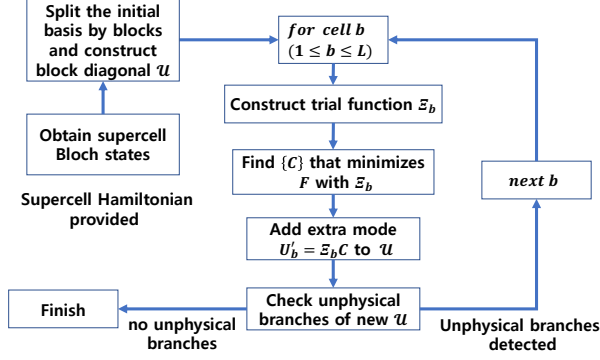 Split the initial
basis by blocks
and construct
block diagonal 𝒰
for cell b
(1 ≤ b ≤ L)
Construct trial function Ξ_b
Obtain supercell
Bloch states
Find {C} that minimizes
F with Ξ_b
next b
Supercell Hamiltonian
provided
Add extra mode
U′_b = Ξ_b C to 𝒰
Finish
Check unphysical
branches of new 𝒰
no unphysical
branches
Unphysical branches
detected